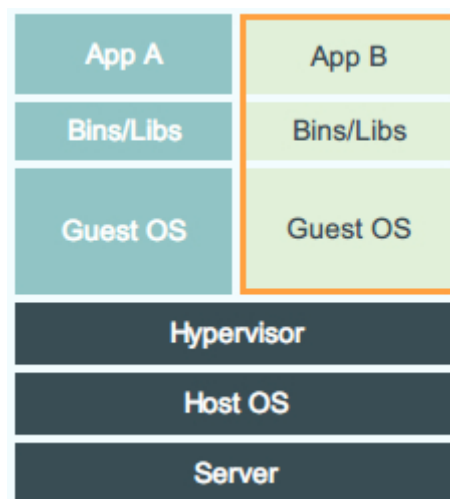 App A
App B
Bins/Libs
Bins/Libs
Guest OS
Guest OS
Hypervisor
Host OS
Server